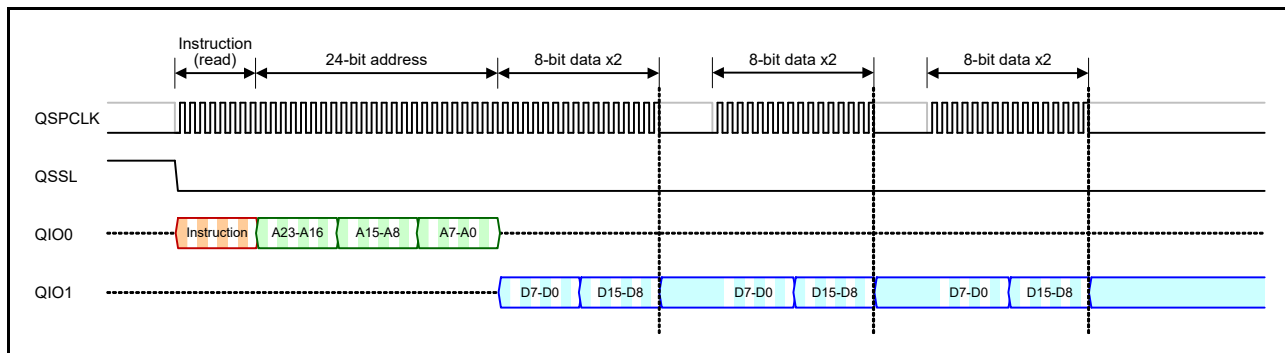 Instruction
(read)
24-bit address
8-bit data x2
8-bit data x2
8-bit data x2
QSPCLK
QSSL
QIO0
Instruction
A23-A16
A15-A8
A7-A0
QIO1
D7-D0
D15-D8
D7-D0
D15-D8
D7-D0
D15-D8